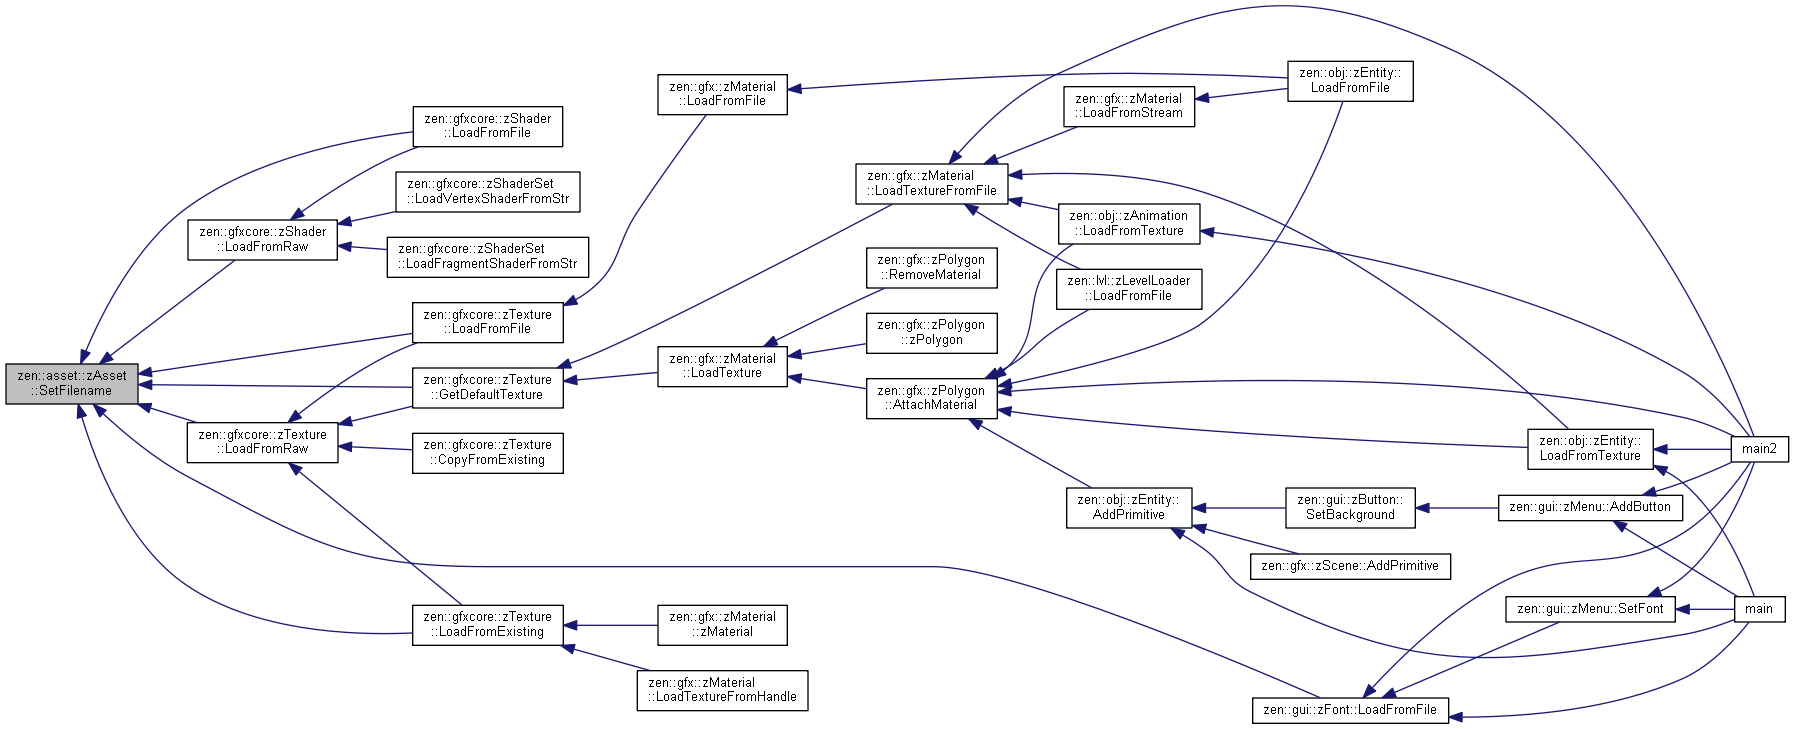 zen::asset::zAsset
::SetFilename
zen::gfxcore::zShader
::LoadFromFile
zen::gfxcore::zShaderSet
::LoadVertexShaderFromStr
zen::gfxcore::zShader
::LoadFromRaw
zen::gfxcore::zShaderSet
::LoadFragmentShaderFromStr
zen::gfxcore::zTexture
::LoadFromFile
zen::gfxcore::zTexture
::GetDefaultTexture
zen::gfxcore::zTexture
::LoadFromRaw
zen::gfxcore::zTexture
::CopyFromExisting
zen::gfxcore::zTexture
::LoadFromExisting
zen::gfx::zMaterial
::LoadFromFile
zen::gfx::zMaterial
::LoadTexture
zen::gfx::zMaterial
::zMaterial
zen::gfx::zMaterial
::LoadTextureFromHandle
zen::gfx::zMaterial
::LoadTextureFromFile
zen::gfx::zPolygon
::RemoveMaterial
zen::gfx::zPolygon
::zPolygon
zen::gfx::zPolygon
::AttachMaterial
zen::gfx::zMaterial
::LoadFromStream
zen::obj::zAnimation
::LoadFromTexture
zen::lvl::zLevelLoader
::LoadFromFile
zen::obj::zEntity::
AddPrimitive
zen::obj::zEntity::
LoadFromFile
zen::gui::zButton::
SetBackground
zen::gfx::zScene::AddPrimitive
zen::gui::zFont::LoadFromFile
zen::obj::zEntity::
LoadFromTexture
zen::gui::zMenu::AddButton
zen::gui::zMenu::SetFont
main2
main